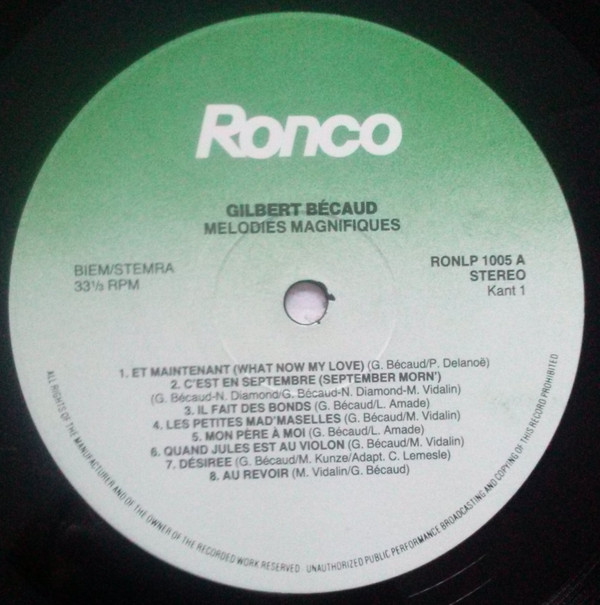 Ronco
GILBERT BÉCAUD
MELODIES MAGNIFIQUES
BIEM/STEMRA
33⅓ RPM
RONLP 1005 A
STEREO
Kant 1
1. ET MAINTENANT (WHAT NOW MY LOVE) (G. Bécaud/P. Delanoë)
2. C'EST EN SEPTEMBRE (SEPTEMBER MORN')
(G. Bécaud-N. Diamond/G. Bécaud-N. Diamond-M. Vidalin)
3. IL FAIT DES BONDS (G. Bécaud/L. Amade)
4. LES PETITES MAD'MASELLES (G. Bécaud/M. Vidalin)
5. MON PÈRE À MOI (G. Bécaud/L. Amade)
6. QUAND JULES EST AU VIOLON (G. Bécaud/M. Vidalin)
7. DÉSIREE (G. Bécaud/M. Kunze/Adapt. C. Lemesle)
8. AU REVOIR (M. Vidalin/G. Bécaud)
ALL RIGHTS OF THE MANUFACTURER AND OF THE OWNER OF THE RECORDED WORK RESERVED · UNAUTHORIZED PUBLIC PERFORMANCE BROADCASTING AND COPYING OF THIS RECORD PROHIBITED